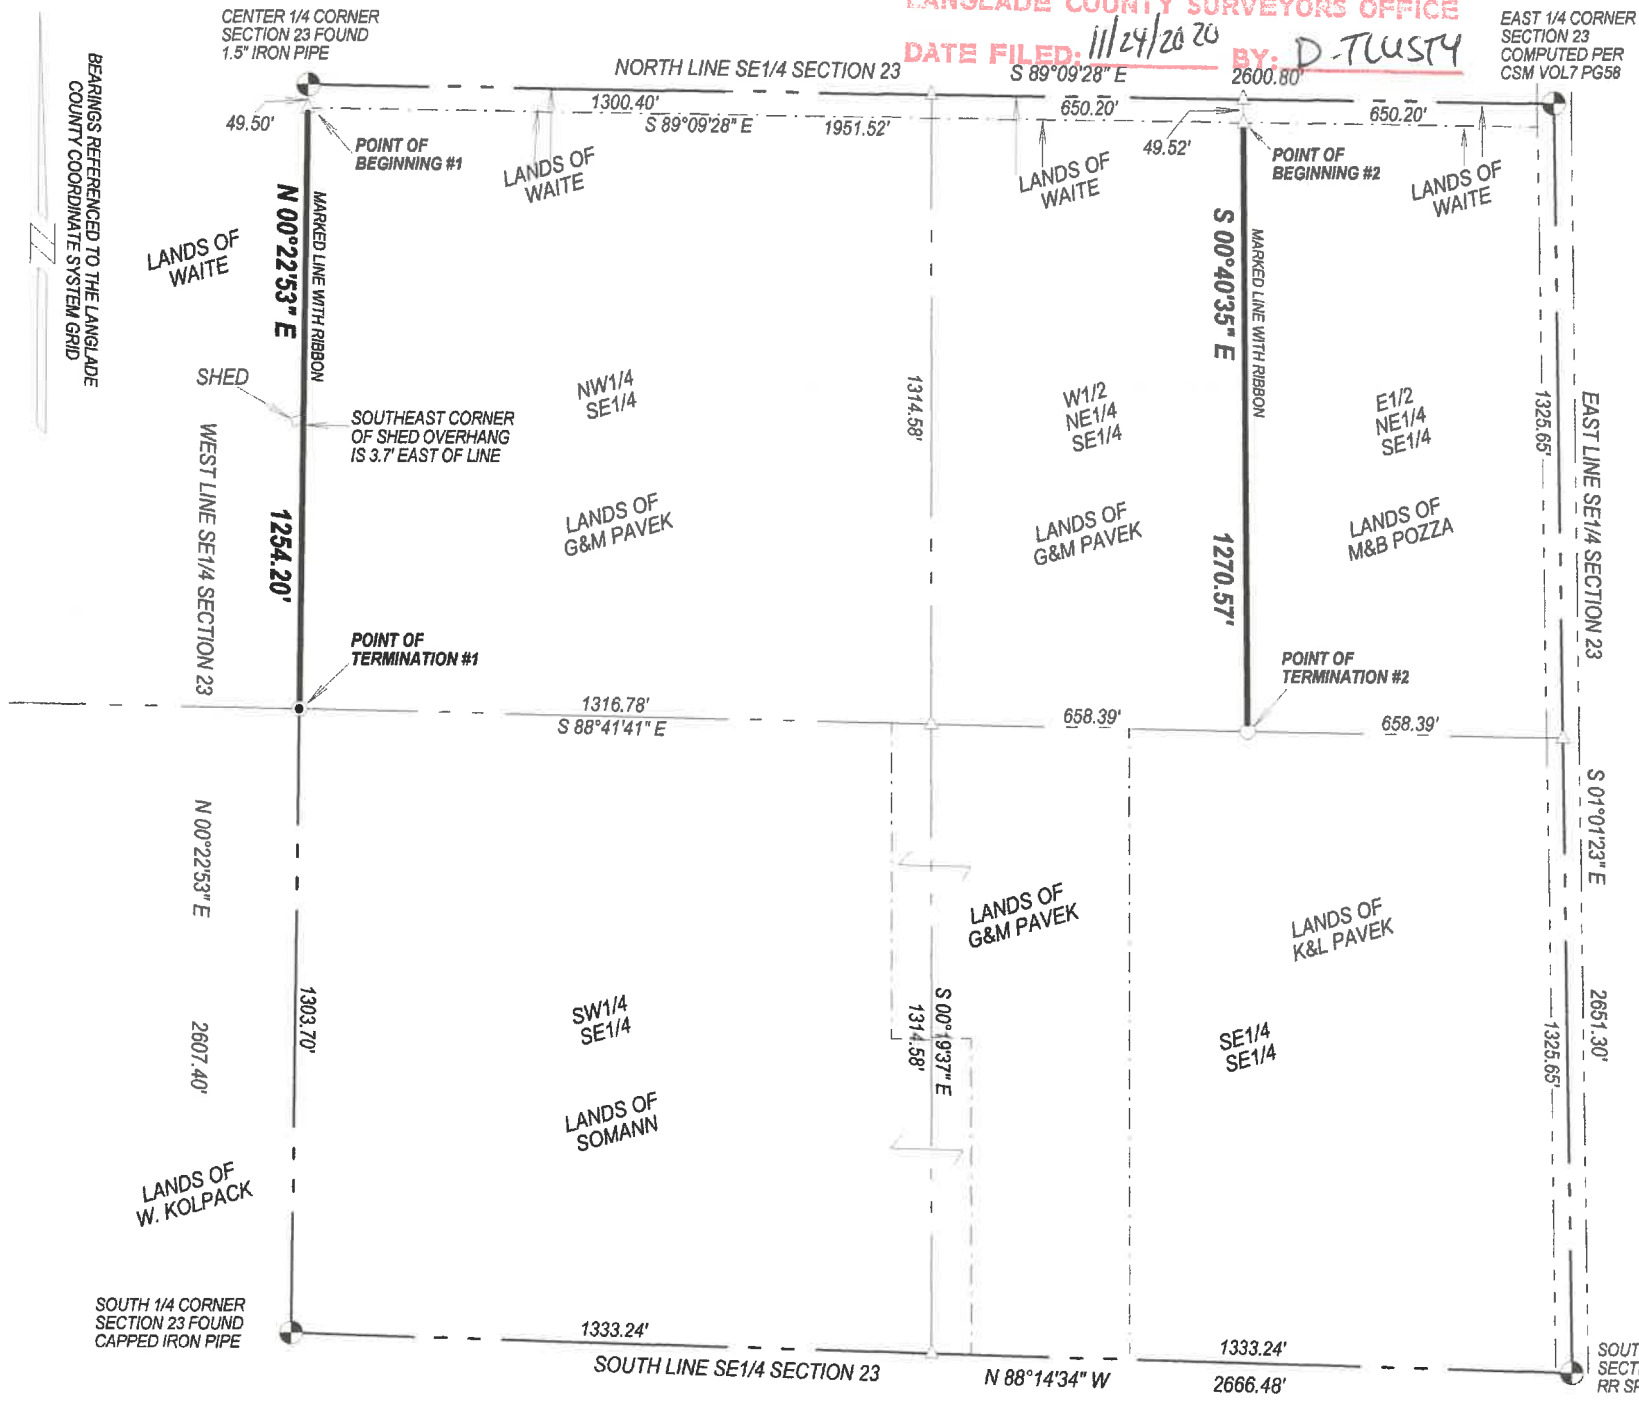 LANGLADE COUNTY SURVEYORS OFFICE
DATE FILED: 11/24/2020 BY: D-TLUSTY
CENTER 1/4 CORNER
SECTION 23 FOUND
1.5" IRON PIPE
EAST 1/4 CORNER
SECTION 23
COMPUTED PER
CSM VOL7 PG58
NORTH LINE SE1/4 SECTION 23
S 89°09'28" E
2600.80'
1300.40'
650.20'
650.20'
S 89°09'28" E
1951.52'
49.50'
49.52'
POINT OF
BEGINNING #1
POINT OF
BEGINNING #2
LANDS OF
WAITE
LANDS OF
WAITE
LANDS OF
WAITE
LANDS OF
WAITE
BEARINGS REFERENCED TO THE LANGLADE
COUNTY COORDINATE SYSTEM GRID
N 00°22'53" E
MARKED LINE WITH RIBBON
S 00°40'35" E
MARKED LINE WITH RIBBON
SHED
SOUTHEAST CORNER
OF SHED OVERHANG
IS 3.7' EAST OF LINE
NW1/4
SE1/4
W1/2
NE1/4
SE1/4
E1/2
NE1/4
SE1/4
1314.58'
1325.65'
EAST LINE SE1/4 SECTION 23
WEST LINE SE1/4 SECTION 23
1254.20'
1270.57'
LANDS OF
G&M PAVEK
LANDS OF
G&M PAVEK
LANDS OF
M&B POZZA
POINT OF
TERMINATION #1
POINT OF
TERMINATION #2
1316.78'
S 88°41'41" E
658.39'
658.39'
N 00°22'53" E
2607.40'
1303.70'
S 01°01'23" E
2651.30'
1325.65'
LANDS OF
G&M PAVEK
LANDS OF
K&L PAVEK
S 00°19'37" E
1314.58'
SW1/4
SE1/4
SE1/4
SE1/4
LANDS OF
SOMANN
LANDS OF
W. KOLPACK
SOUTH 1/4 CORNER
SECTION 23 FOUND
CAPPED IRON PIPE
1333.24'
1333.24'
SOUTH LINE SE1/4 SECTION 23
N 88°14'34" W
2666.48'
SOUT
SECT
RR SP